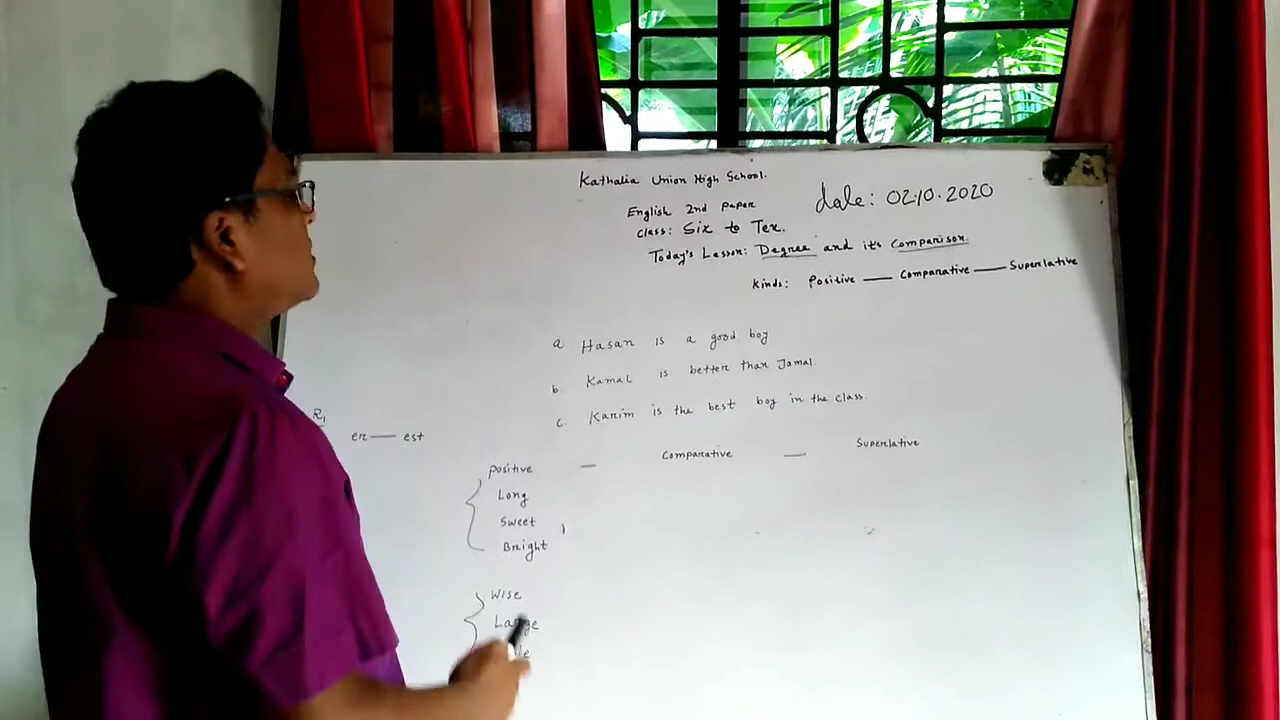 Kathalia Union High School.
English 2nd Paper
date: 02.10.2020
class: Six to Ten.
Today's Lesson: Degree and it's Comparison.
Kinds: Positive — Comparative — Superlative
a. Hasan is a good boy
b. Kamal is better than Jamal
c. Karim is the best boy in the class.
R1
er — est
Positive — Comparative — Superlative
Long
Sweet
Bright
Wise
Large